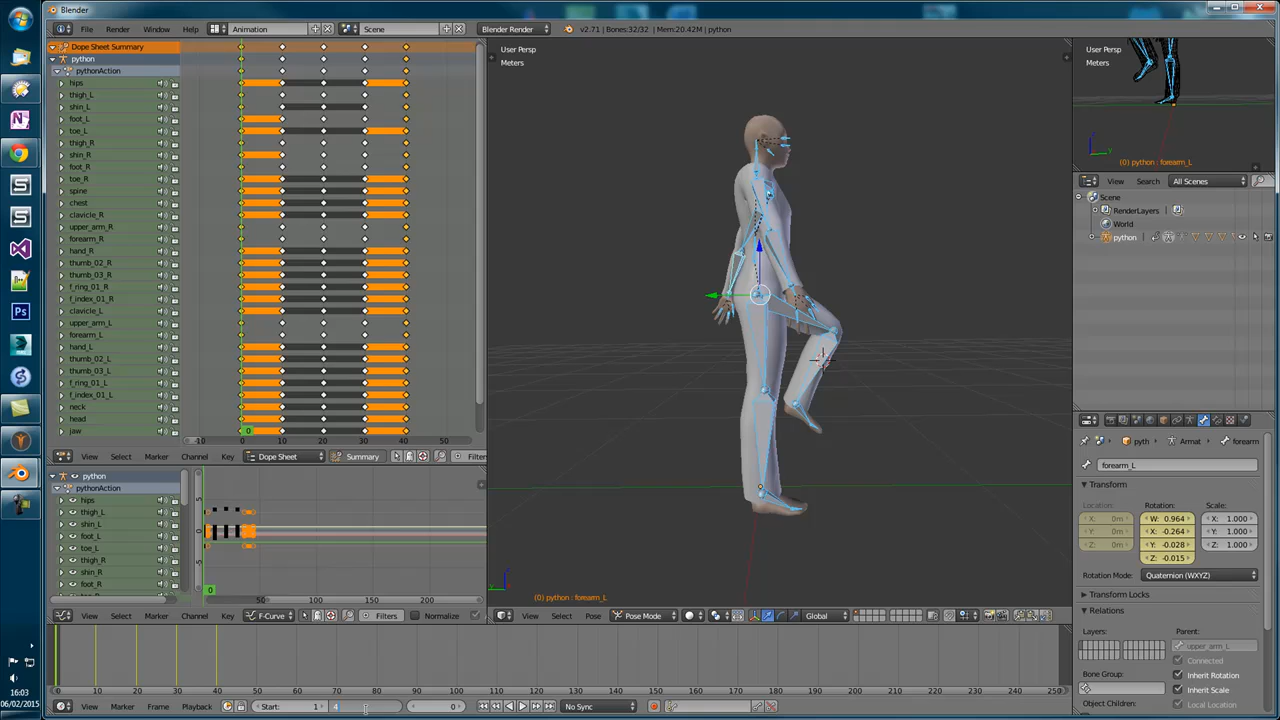 Blender
File Render Window Help Animation Scene Blender Render v2.71 | Bones:32/32 | Mem:20.42M | python
Dope Sheet Summary
python
pythonAction
hips
thigh_L
shin_L
foot_L
toe_L
thigh_R
shin_R
foot_R
toe_R
spine
chest
clavicle_R
upper_arm_R
forearm_R
hand_R
thumb_02_R
thumb_03_R
f_ring_01_R
f_index_01_R
clavicle_L
upper_arm_L
forearm_L
hand_L
thumb_02_L
thumb_03_L
f_ring_01_L
f_index_01_L
neck
head
jaw
0
-10 0 10 20 30 40 50
View Select Marker Channel Key Dope Sheet Summary Filters
python
pythonAction
hips
thigh_L
shin_L
foot_L
toe_L
thigh_R
shin_R
foot_R
5
0
-5
0
50 100 150 200
View Select Marker Channel Key F-Curve Filters Normalize
User Persp
Meters
(0) python : forearm_L
View Select Pose Pose Mode Global
User Persp
Meters
(0) python : forearm_L
View Search All Scenes
Scene
RenderLayers
World
python
pyth Armat forearm
forearm_L
Transform
Location: Rotation: Scale:
X: 0m W: 0.964 X: 1.000
Y: 0m X: -0.264 Y: 1.000
Z: 0m Y: -0.028 Z: 1.000
Z: -0.015
Rotation Mode: Quaternion (WXYZ)
Transform Locks
Relations
Layers: Parent:
upper_arm_L
Connected
Bone Group: Inherit Rotation
Inherit Scale
Object Children: Local Location
0 10 20 30 40 50 60 70 80 90 100 110 120 130 140 150 160 170 180 190 200 210 220 230 240 250
View Marker Frame Playback Start: 1 4 0 No Sync
16:03
06/02/2015